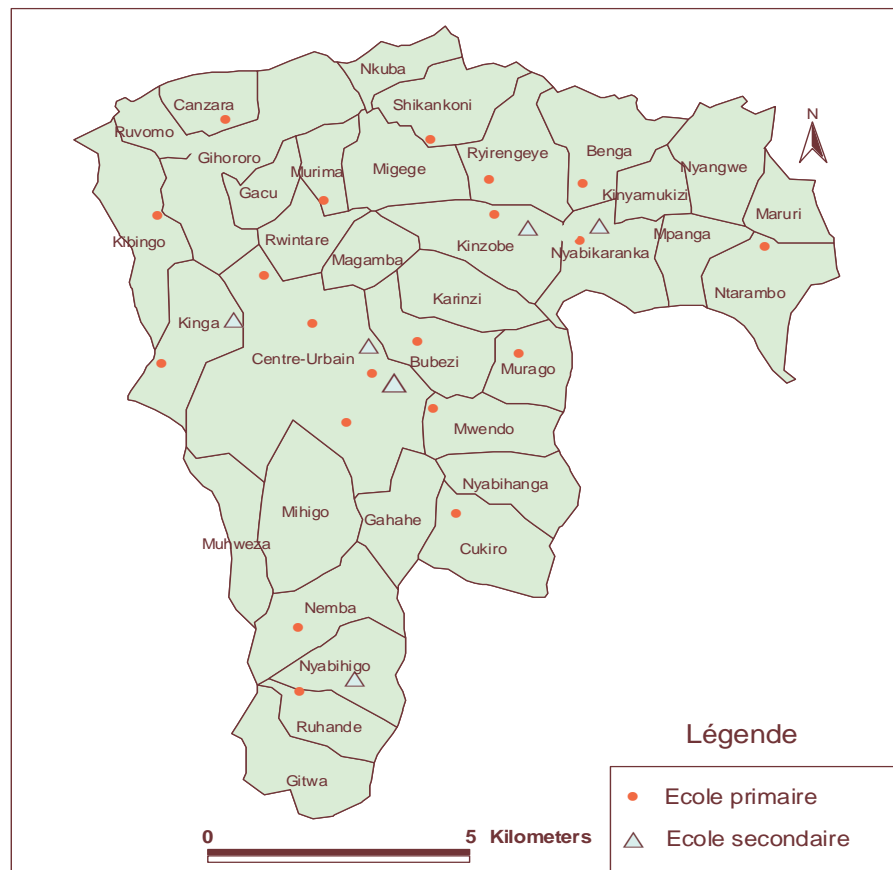 Nkuba
Canzara
Shikankoni
N
Ruvomo
Gihororo
Murima
Migege
Ryirengeye
Benga
Nyangwe
Gacu
Kinyamukizi
Maruri
Kibingo
Rwintare
Magamba
Kinzobe
Nyabikaranka
Mpanga
Karinzi
Ntarambo
Kinga
Centre-Urbain
Bubezi
Murago
Mwendo
Nyabihanga
Mihigo
Gahahe
Muhweza
Cukiro
Nemba
Nyabihigo
Ruhande
Gitwa
Légende
Ecole primaire
Ecole secondaire
0 5 Kilometers